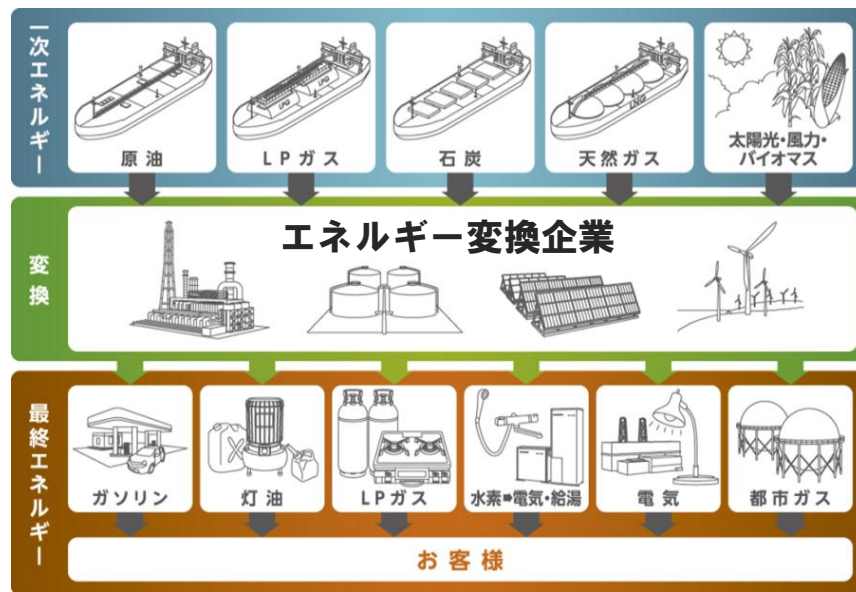 一次エネルギー
原油
LPガス
LPG
LPG
石炭
天然ガス
LNG
太陽光・風力・
バイオマス
変換
エネルギー変換企業
最終エネルギー
ガソリン
灯油
LPガス
水素➡電気・給湯
電気
都市ガス
お客様